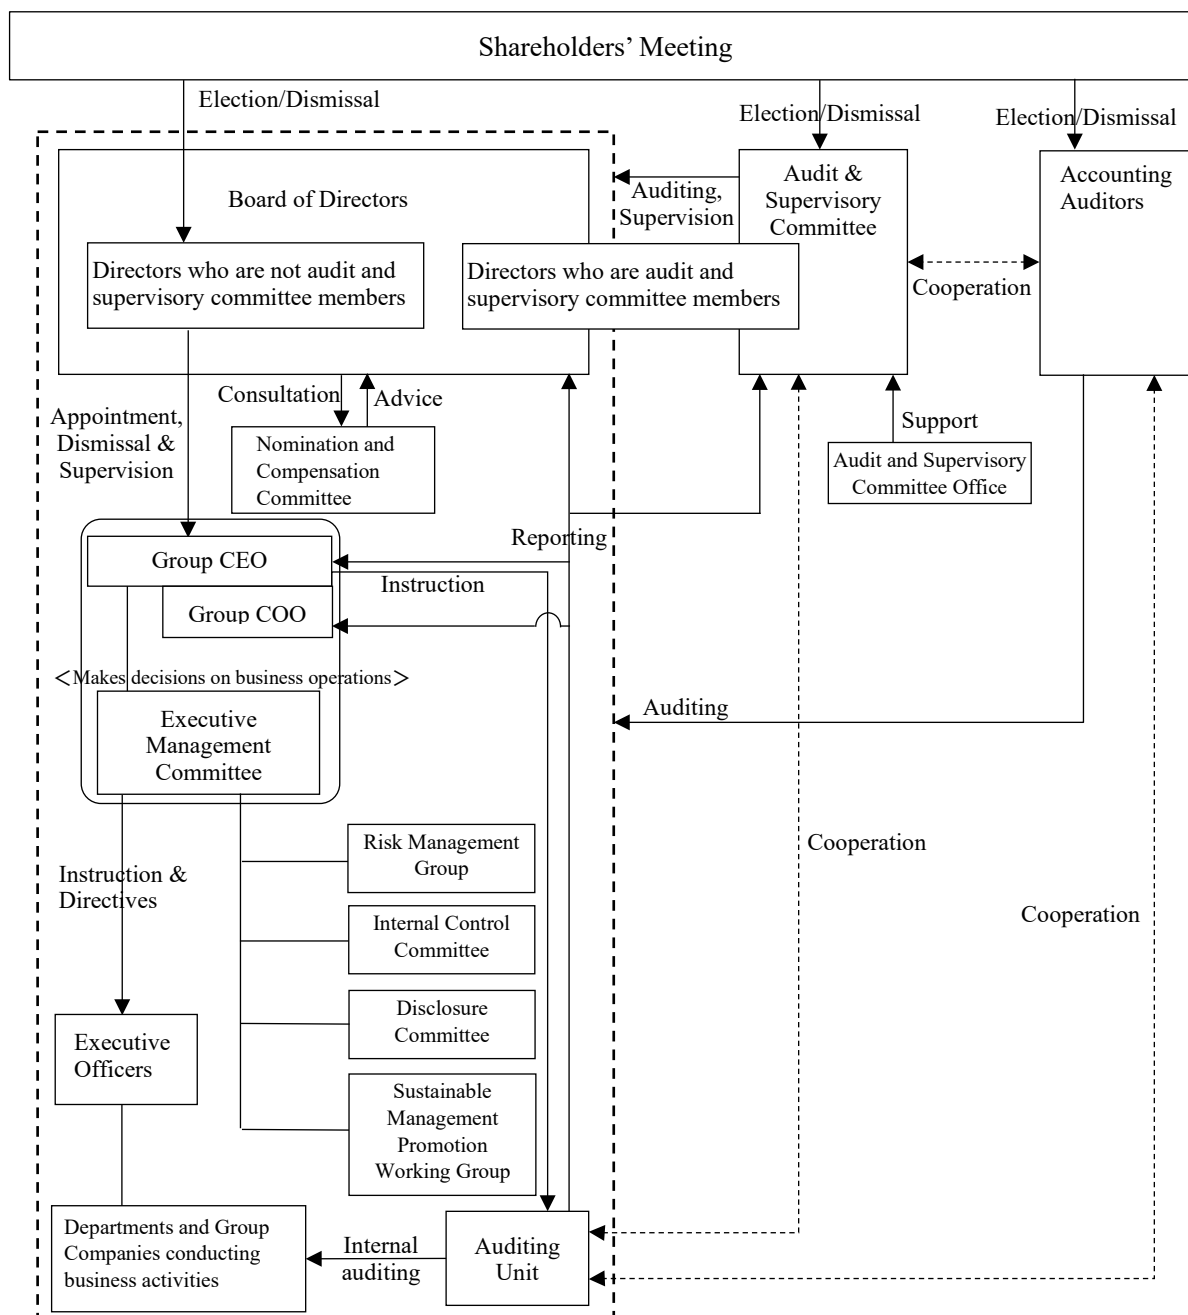 Shareholders’ Meeting
Election/Dismissal
Election/Dismissal
Election/Dismissal
Board of Directors
Directors who are not audit and
supervisory committee members
Directors who are audit and
supervisory committee members
Auditing,
Supervision
Audit &
Supervisory
Committee
Accounting
Auditors
Cooperation
Consultation
Advice
Appointment,
Dismissal &
Supervision
Nomination and
Compensation
Committee
Support
Audit and Supervisory
Committee Office
Reporting
Group CEO
Instruction
Group COO
<Makes decisions on business operations>
Executive
Management
Committee
Auditing
Risk Management
Group
Cooperation
Instruction &
Directives
Internal Control
Committee
Cooperation
Disclosure
Committee
Executive
Officers
Sustainable
Management
Promotion
Working Group
Departments and Group
Companies conducting
business activities
Internal
auditing
Auditing
Unit